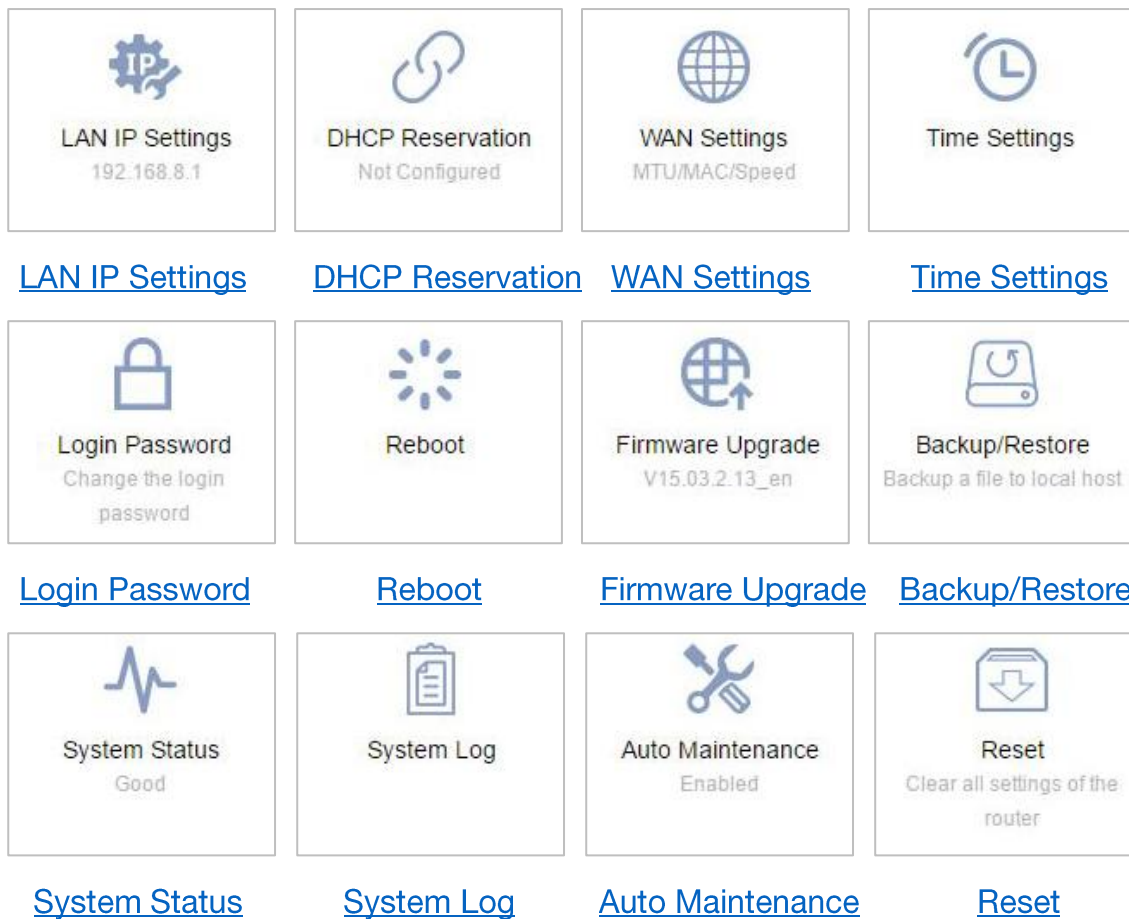 IP
LAN IP Settings
192.168.8.1
DHCP Reservation
Not Configured
WAN Settings
MTU/MAC/Speed
Time Settings
LAN IP Settings
DHCP Reservation
WAN Settings
Time Settings
Login Password
Change the login
password
Reboot
Firmware Upgrade
V15.03.2.13_en
Backup/Restore
Backup a file to local host
Login Password
Reboot
Firmware Upgrade
Backup/Restore
System Status
Good
System Log
Auto Maintenance
Enabled
Reset
Clear all settings of the
router
System Status
System Log
Auto Maintenance
Reset